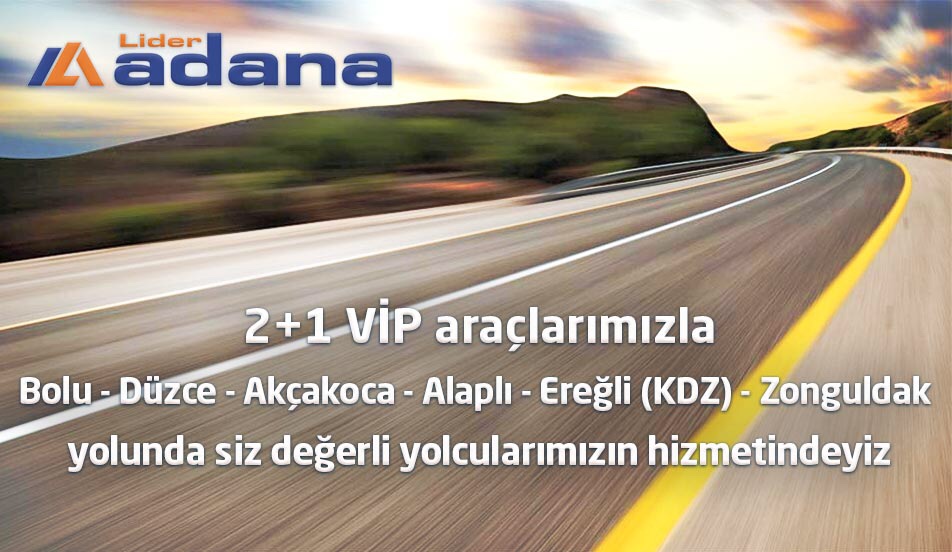 Lider
adana
2+1 VİP araçlarımızla
Bolu - Düzce - Akçakoca - Alaplı - Ereğli (KDZ) - Zonguldak
yolunda siz değerli yolcularımızın hizmetindeyiz